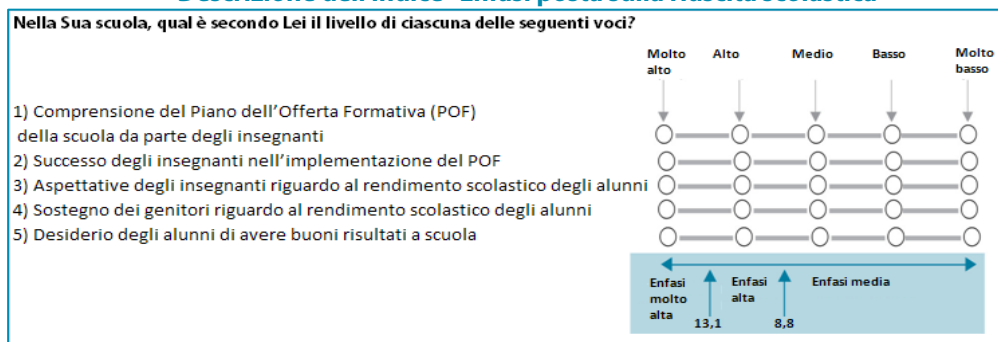 Nella Sua scuola, qual è secondo Lei il livello di ciascuna delle seguenti voci?
Molto alto
Alto
Medio
Basso
Molto basso
1) Comprensione del Piano dell'Offerta Formativa (POF)
della scuola da parte degli insegnanti
2) Successo degli insegnanti nell'implementazione del POF
3) Aspettative degli insegnanti riguardo al rendimento scolastico degli alunni
4) Sostegno dei genitori riguardo al rendimento scolastico degli alunni
5) Desiderio degli alunni di avere buoni risultati a scuola
Enfasi molto alta
Enfasi alta
Enfasi media
13,1
8,8